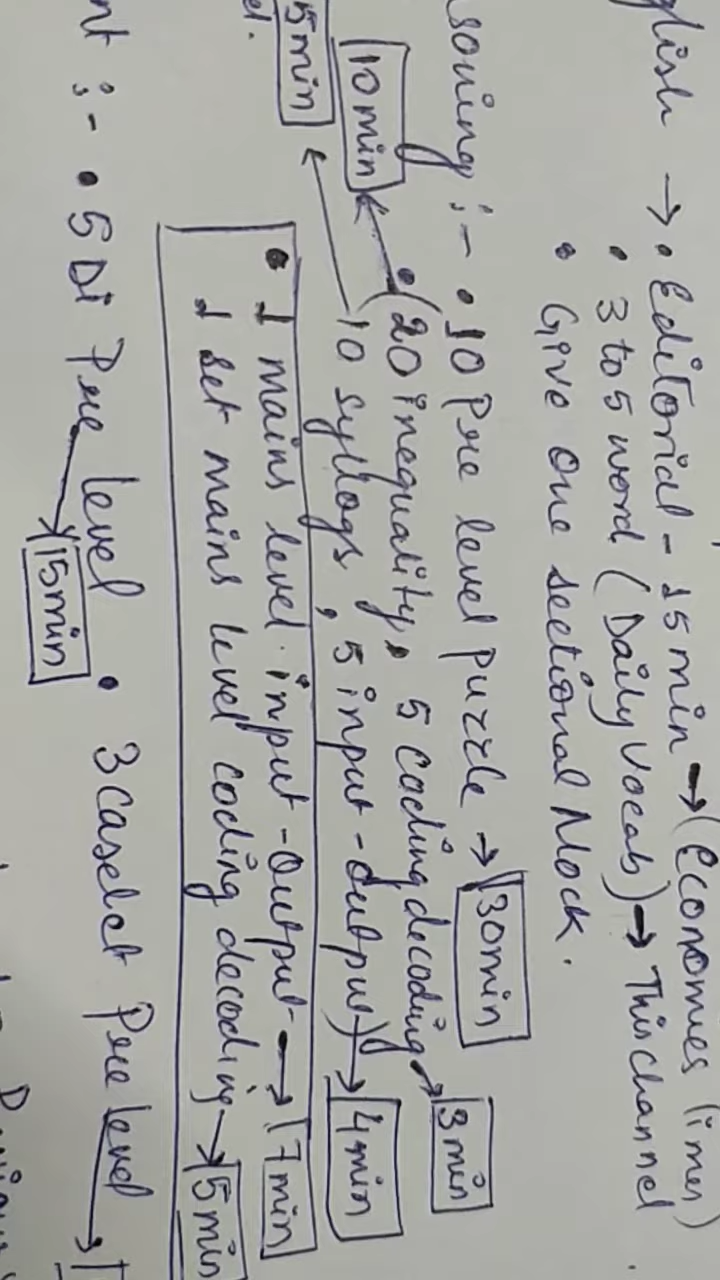 glish → • Editorial - 15 min → (Economies Times)
• 3 to 5 word (Daily Vocab) → This channel
• Give One Sectional Mock.
soning :- • 10 Pre level puzzle → 30 min
10 min • (20 inequality, 5 coding decoding → 3 min
5 min 10 syllogs, 5 input-output) → 4 min
• 1 mains level input-output → 7 min
1 set mains level coding decoding → 5 min
nt :- • 5 DI Pre level • 3 caselet Pre level →
15 min